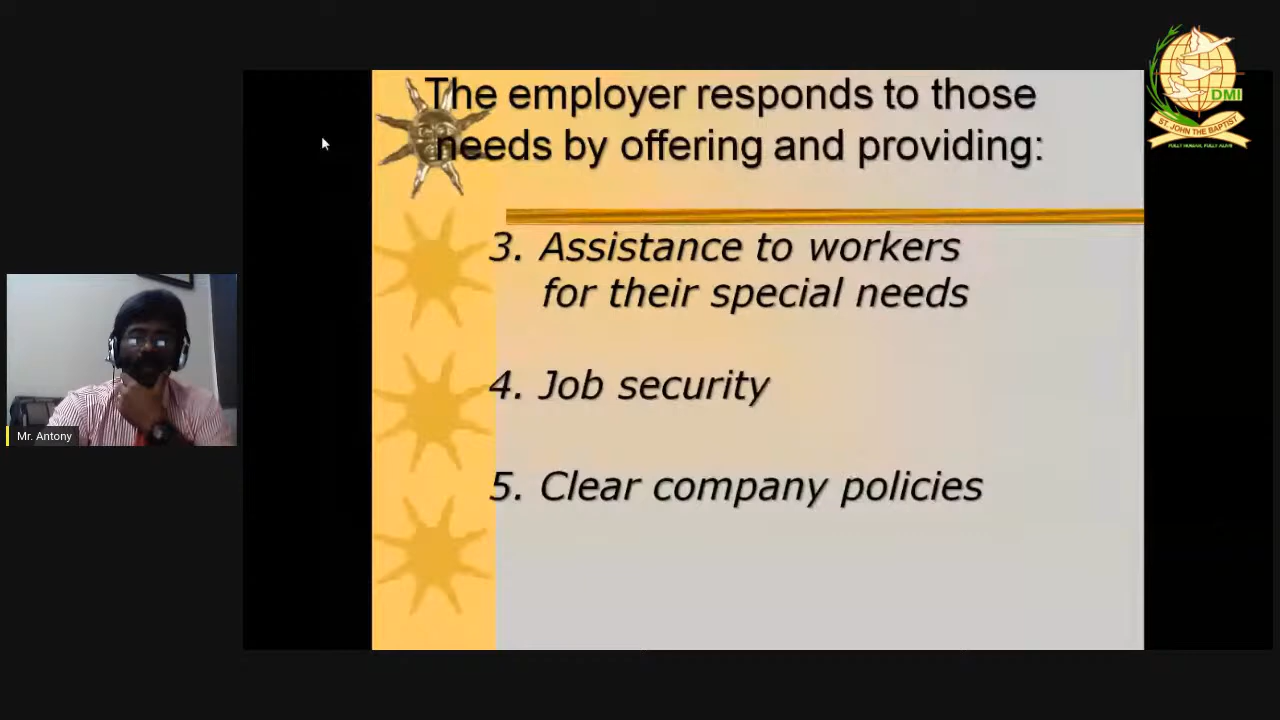 The employer responds to those
needs by offering and providing:
3. Assistance to workers
for their special needs
4. Job security
5. Clear company policies
Mr. Antony
DMI
ST. JOHN THE BAPTIST
FULLY HUMAN, FULLY ALIVE